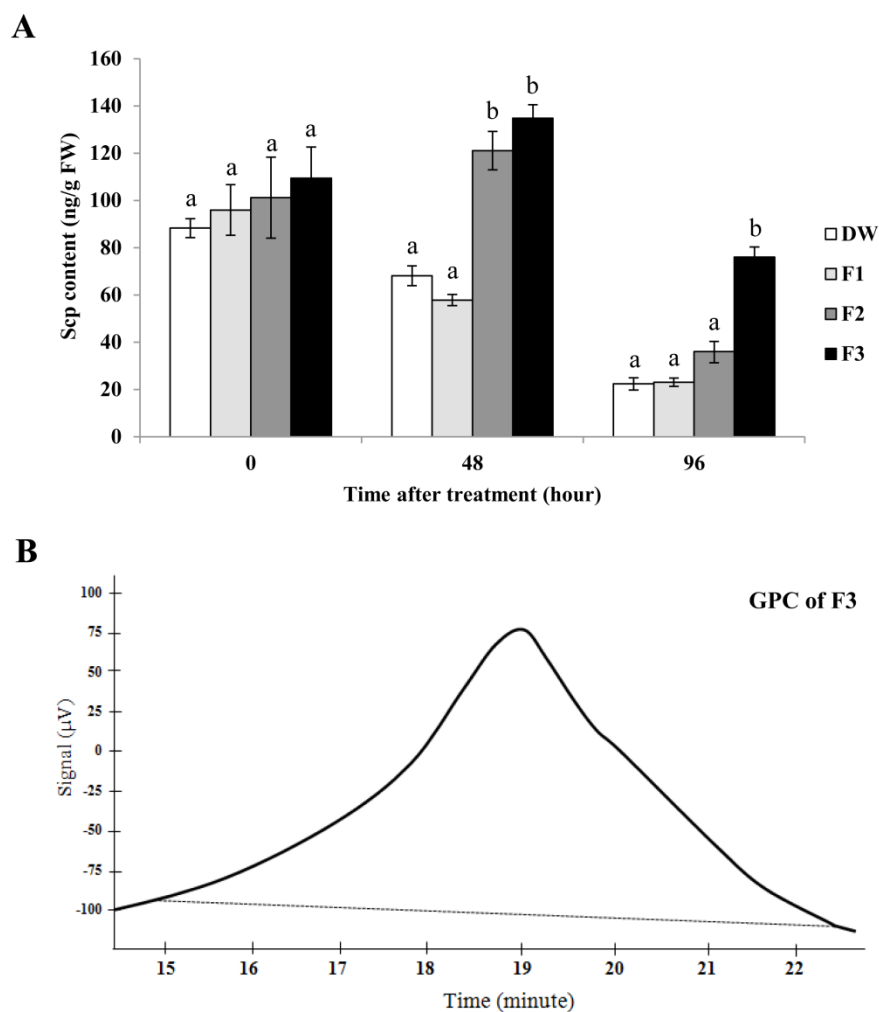 A
160
140
120
100
80
60
40
20
0
Scp content (ng/g FW)
a a a a
a a b b
a a a b
0 48 96
Time after treatment (hour)
DW
F1
F2
F3
B
GPC of F3
100
75
50
25
0
-25
-50
-75
-100
Signal (µV)
15 16 17 18 19 20 21 22
Time (minute)